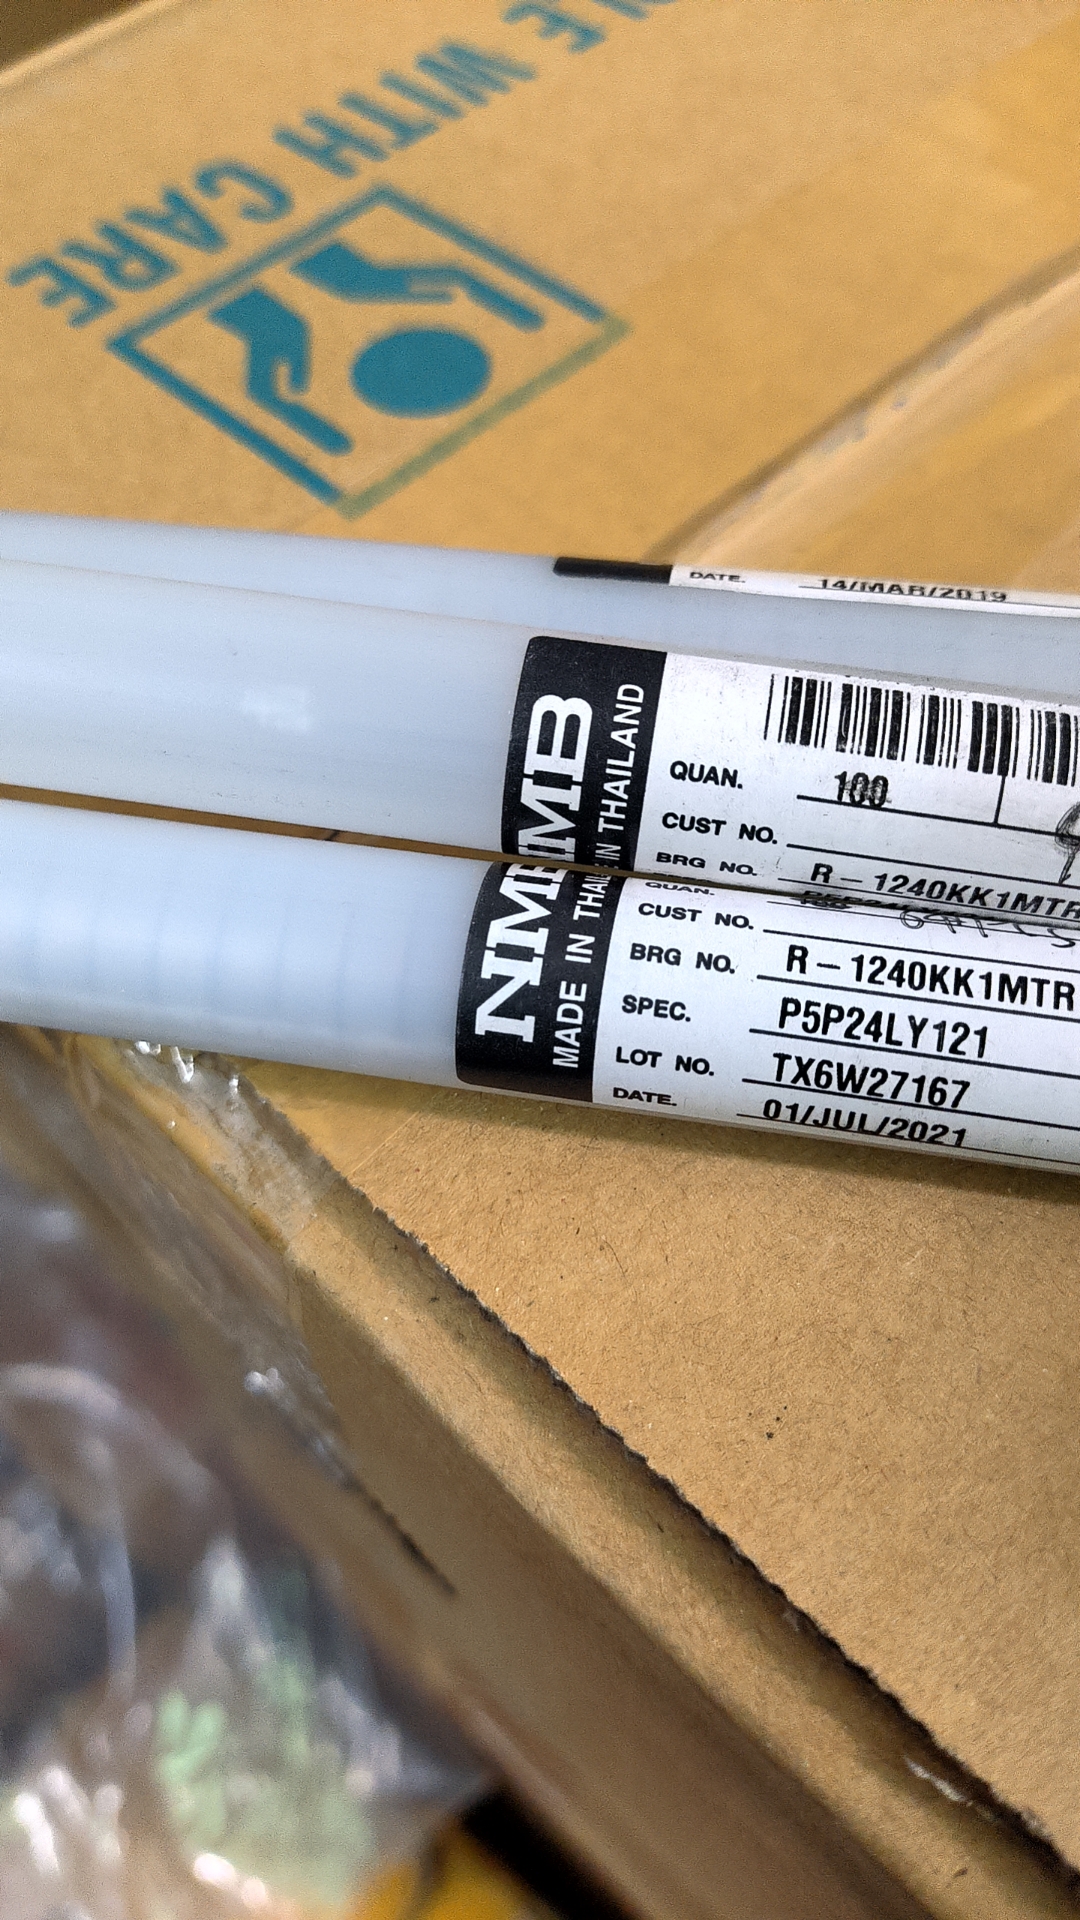 WITH CARE
DATE. 14/MAR/2019
NMB
MADE IN THAILAND
QUAN. 100
CUST NO.
BRG NO. R-1240KK1MTR
NMB
MADE IN THAILAND
QUAN.
CUST NO.
BRG NO. R-1240KK1MTR
SPEC. P5P24LY121
LOT NO. TX6W27167
DATE. 01/JUL/2021